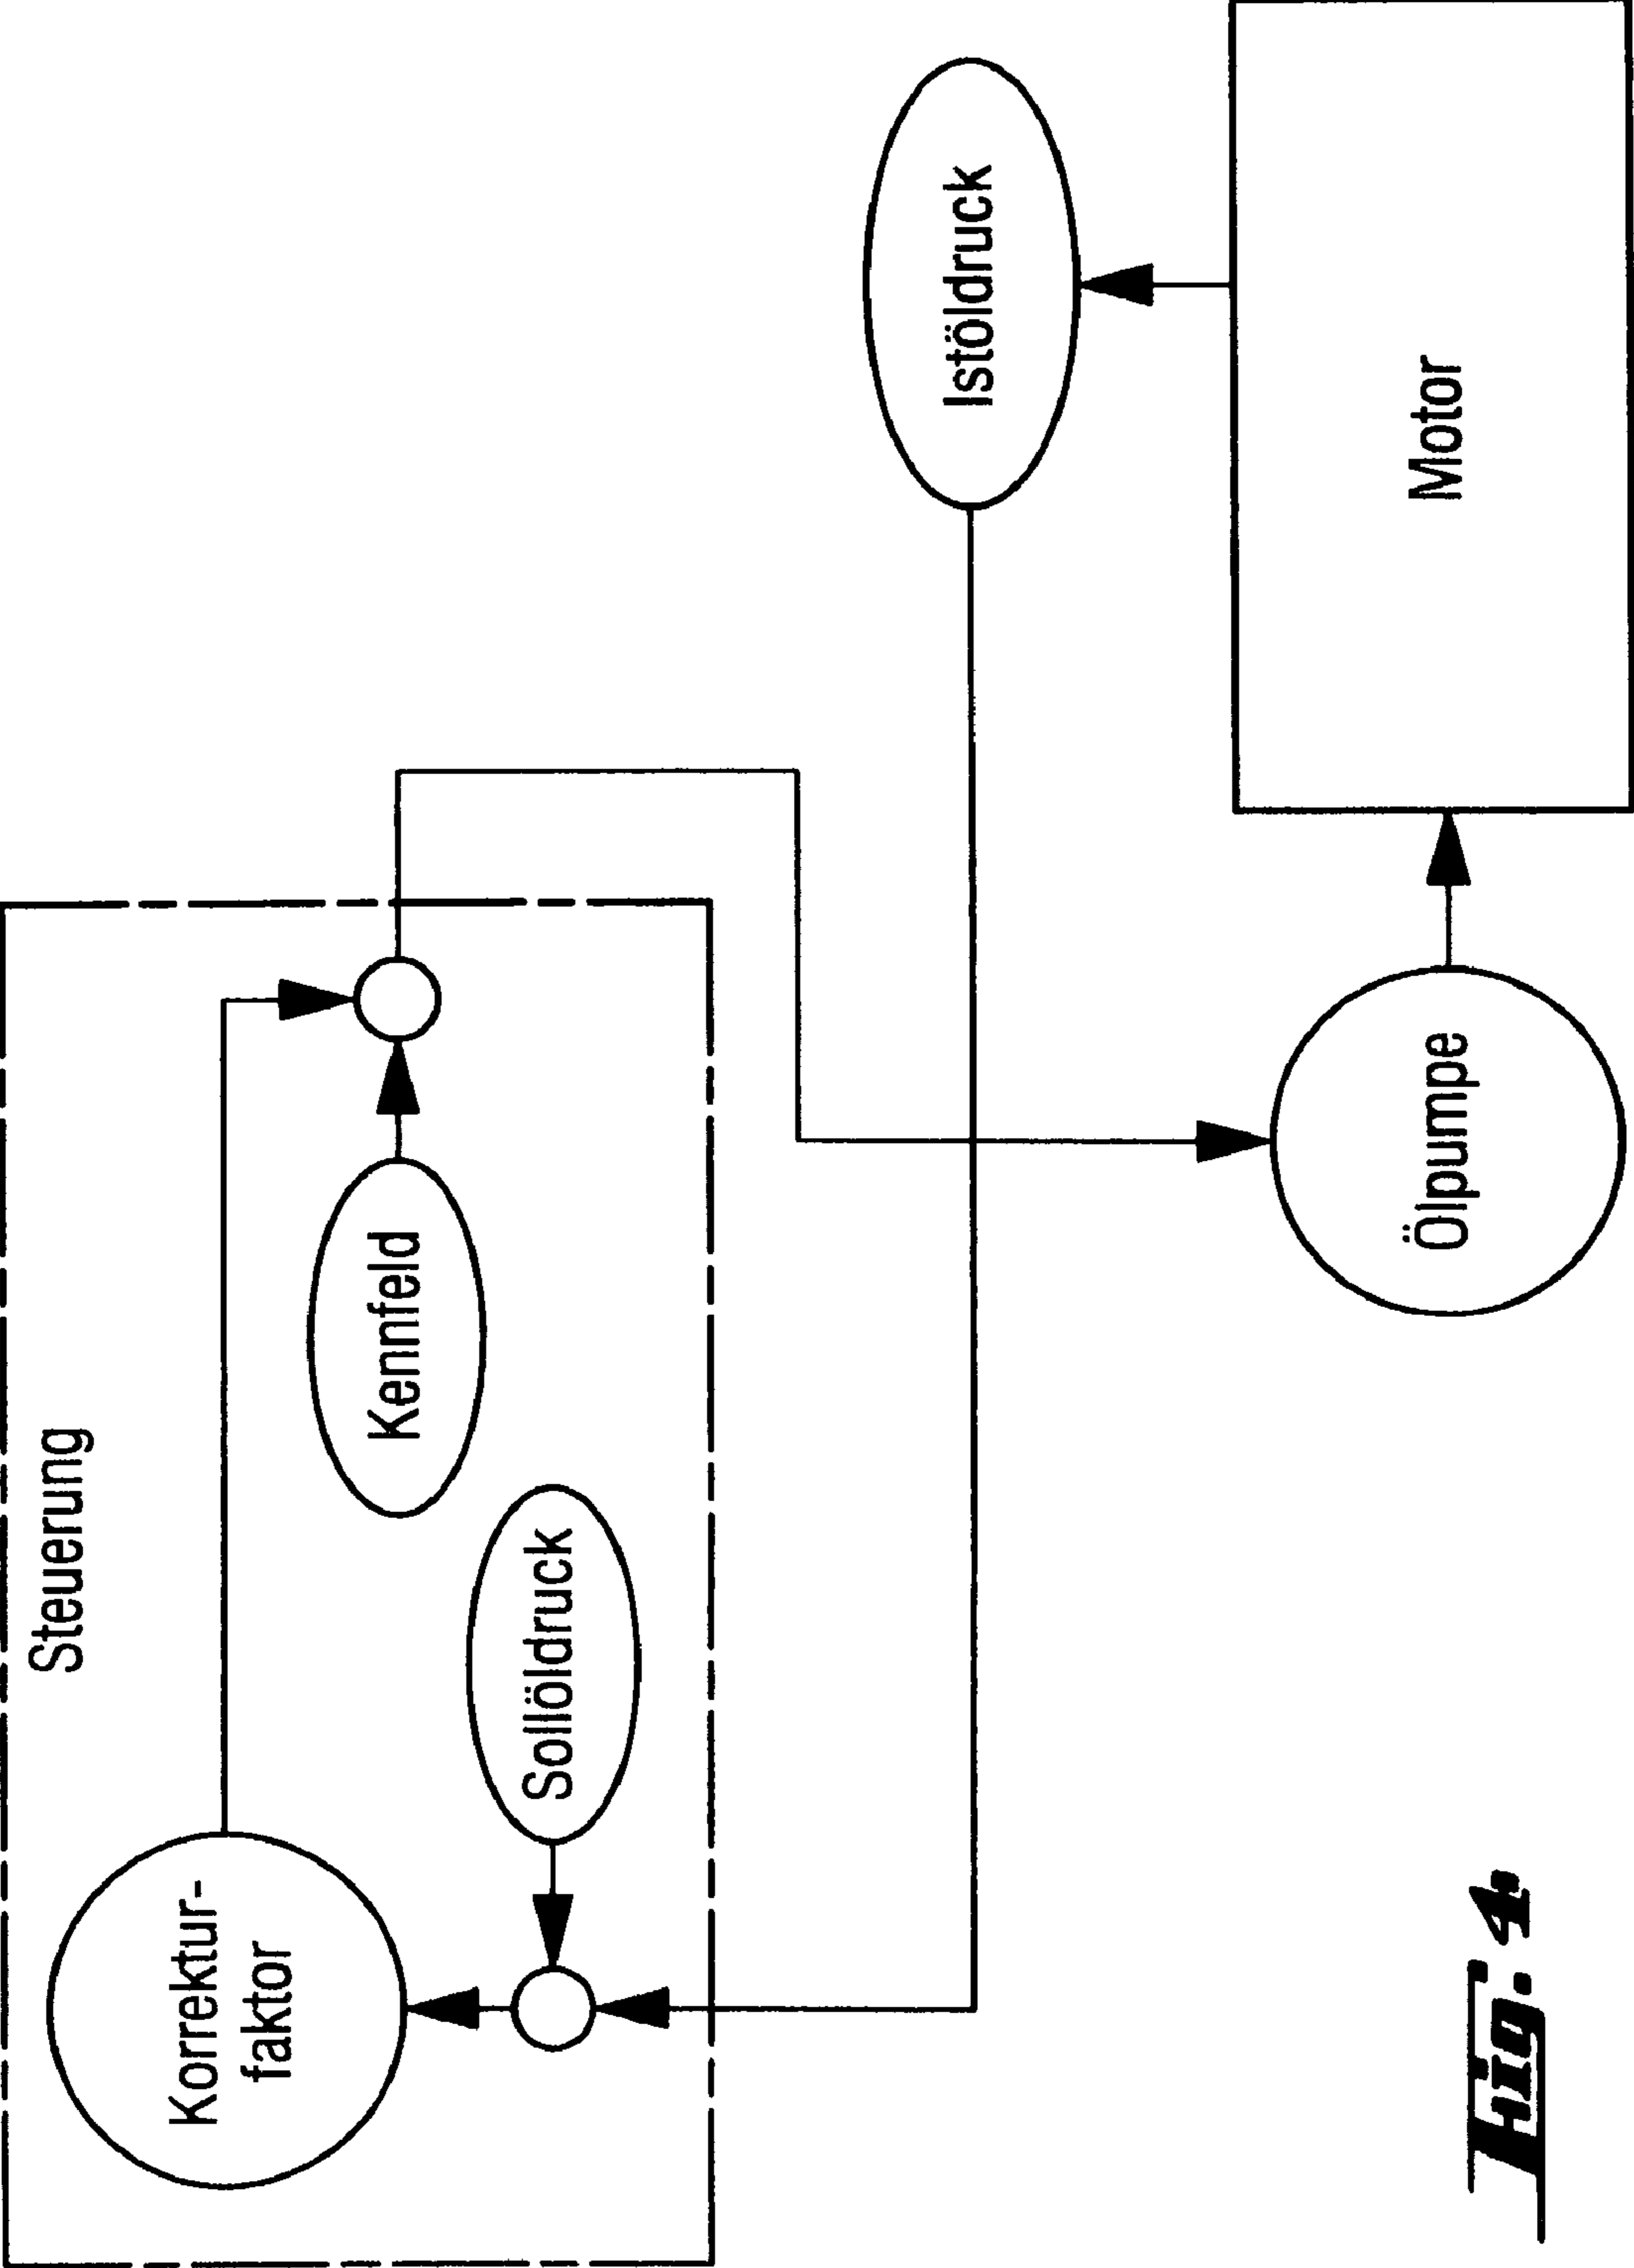 Steuerung
Korrektur-
faktor
Kennfeld
Sollöldruck
Istöldruck
Ölpumpe
Motor
Fig. 4